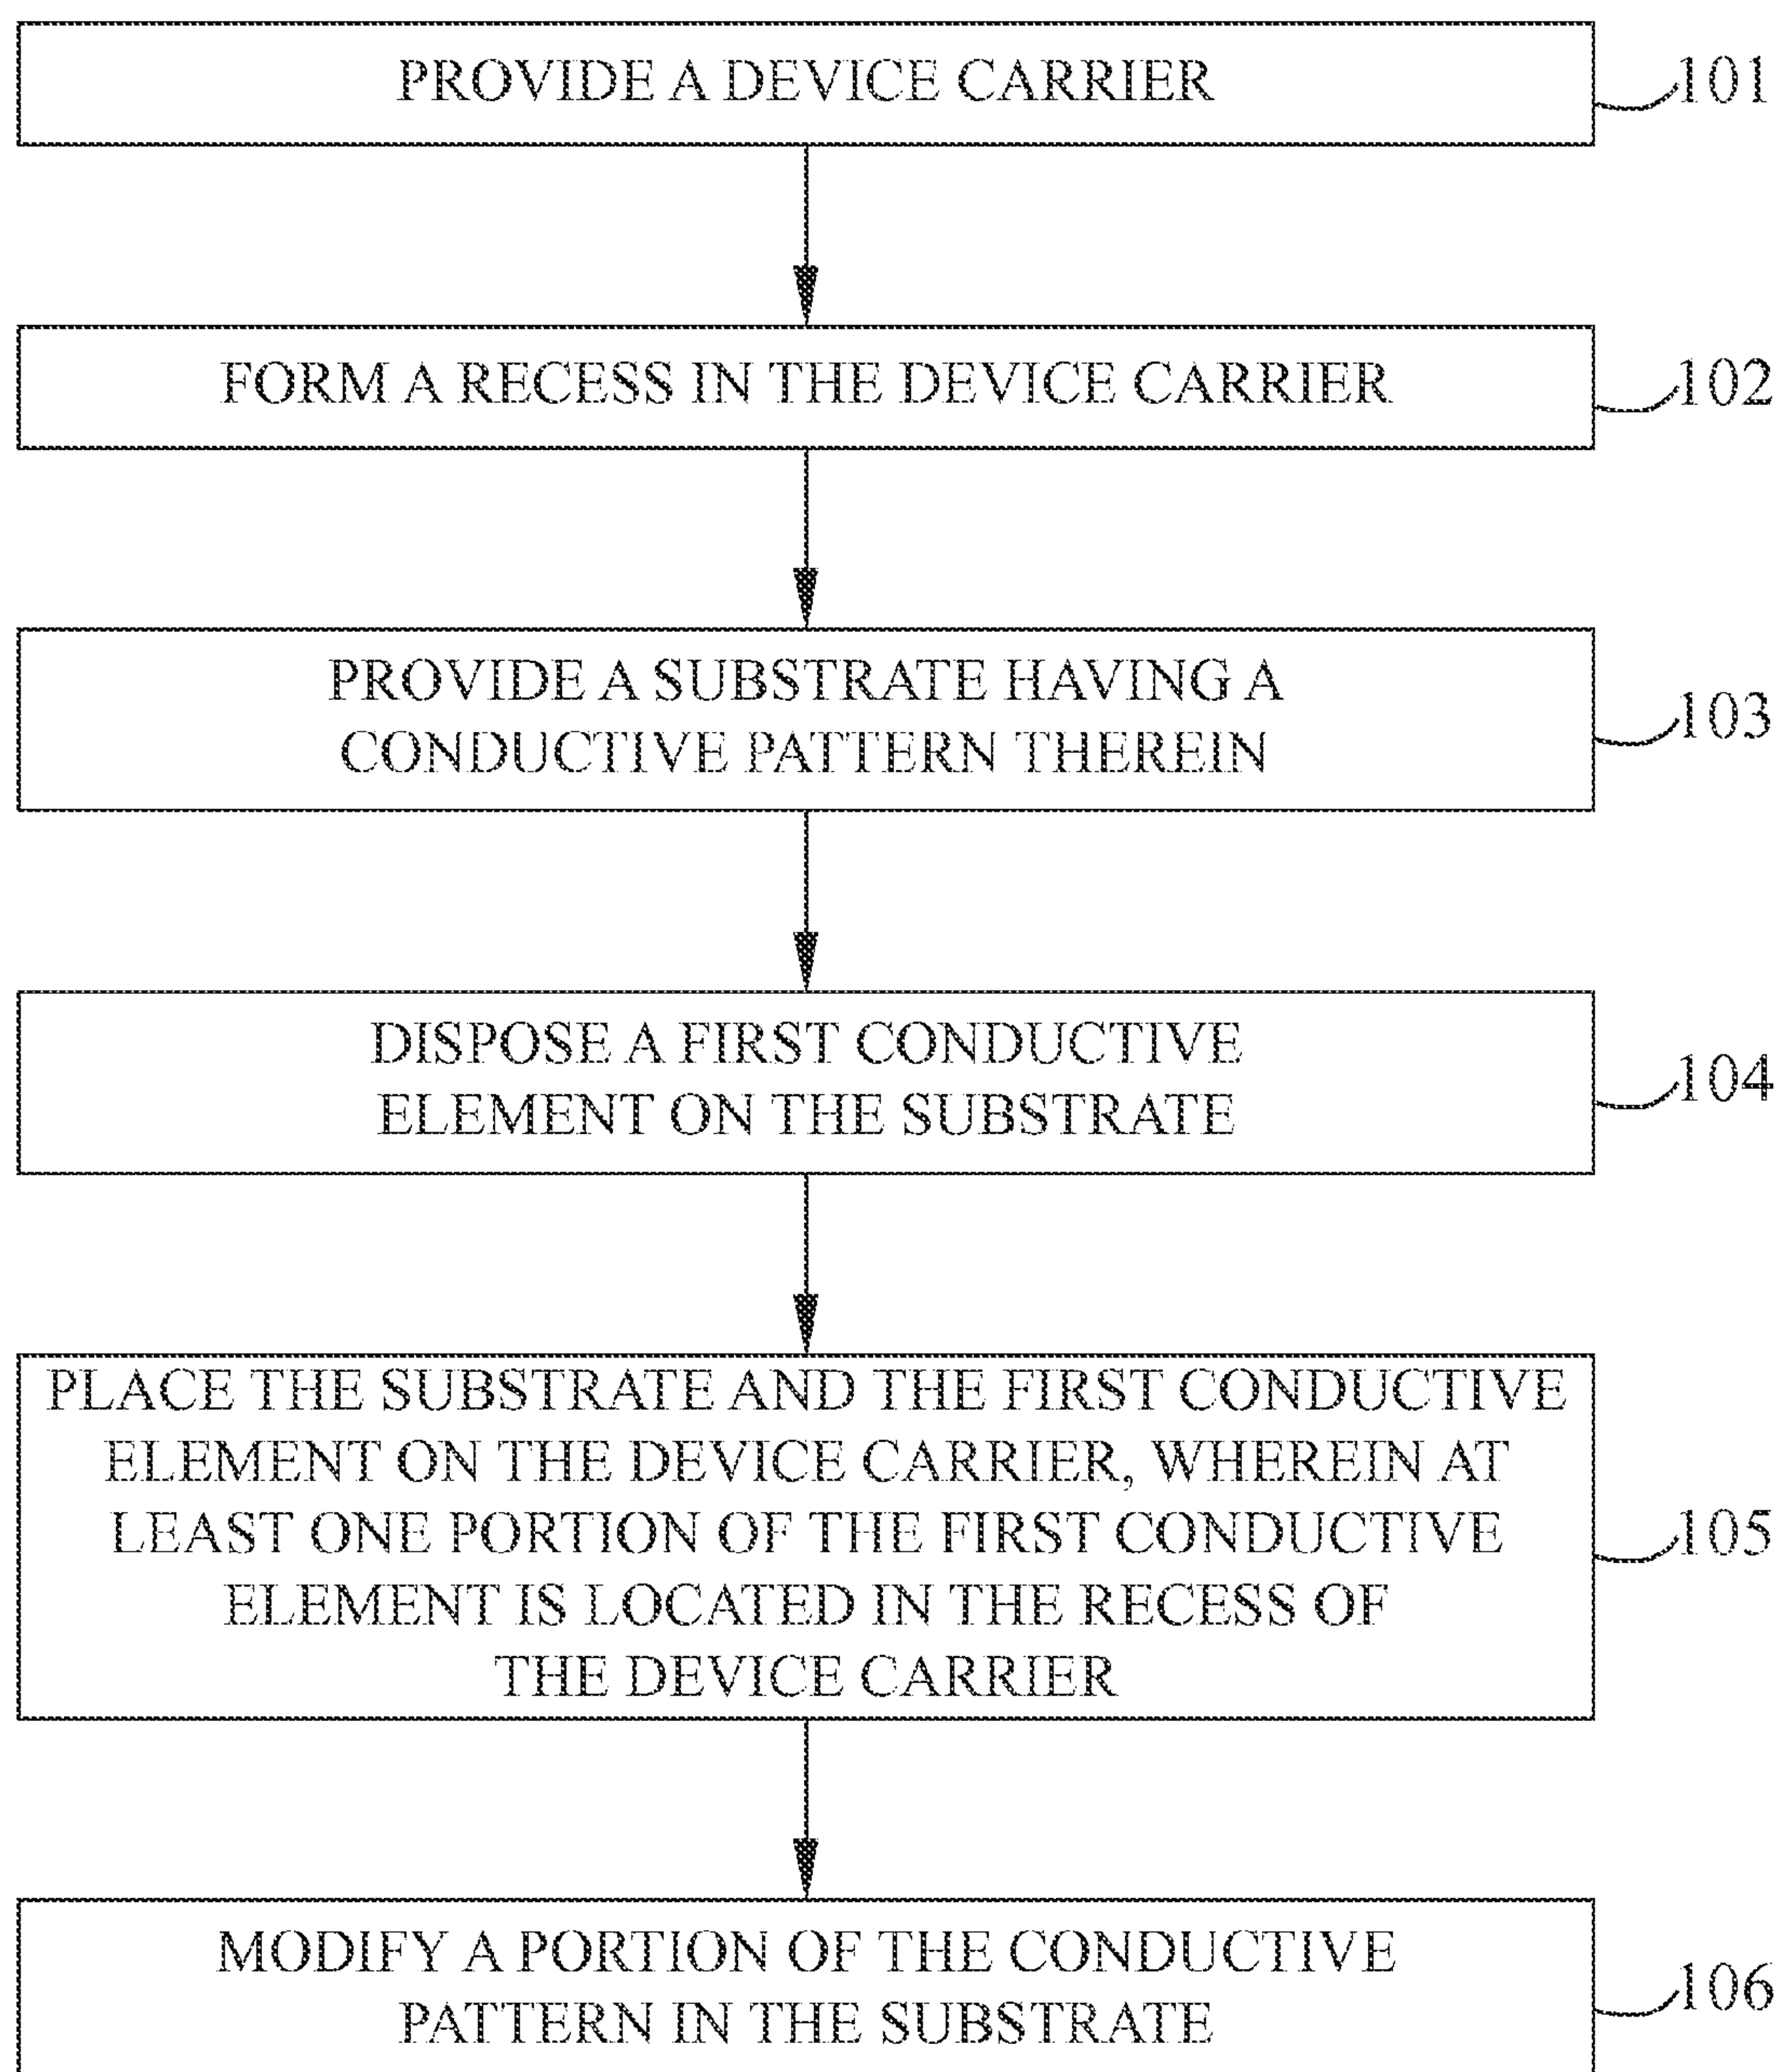 PROVIDE A DEVICE CARRIER
101
FORM A RECESS IN THE DEVICE CARRIER
102
PROVIDE A SUBSTRATE HAVING A
CONDUCTIVE PATTERN THEREIN
103
DISPOSE A FIRST CONDUCTIVE
ELEMENT ON THE SUBSTRATE
104
PLACE THE SUBSTRATE AND THE FIRST CONDUCTIVE
ELEMENT ON THE DEVICE CARRIER, WHEREIN AT
LEAST ONE PORTION OF THE FIRST CONDUCTIVE
ELEMENT IS LOCATED IN THE RECESS OF
THE DEVICE CARRIER
105
MODIFY A PORTION OF THE CONDUCTIVE
PATTERN IN THE SUBSTRATE
106